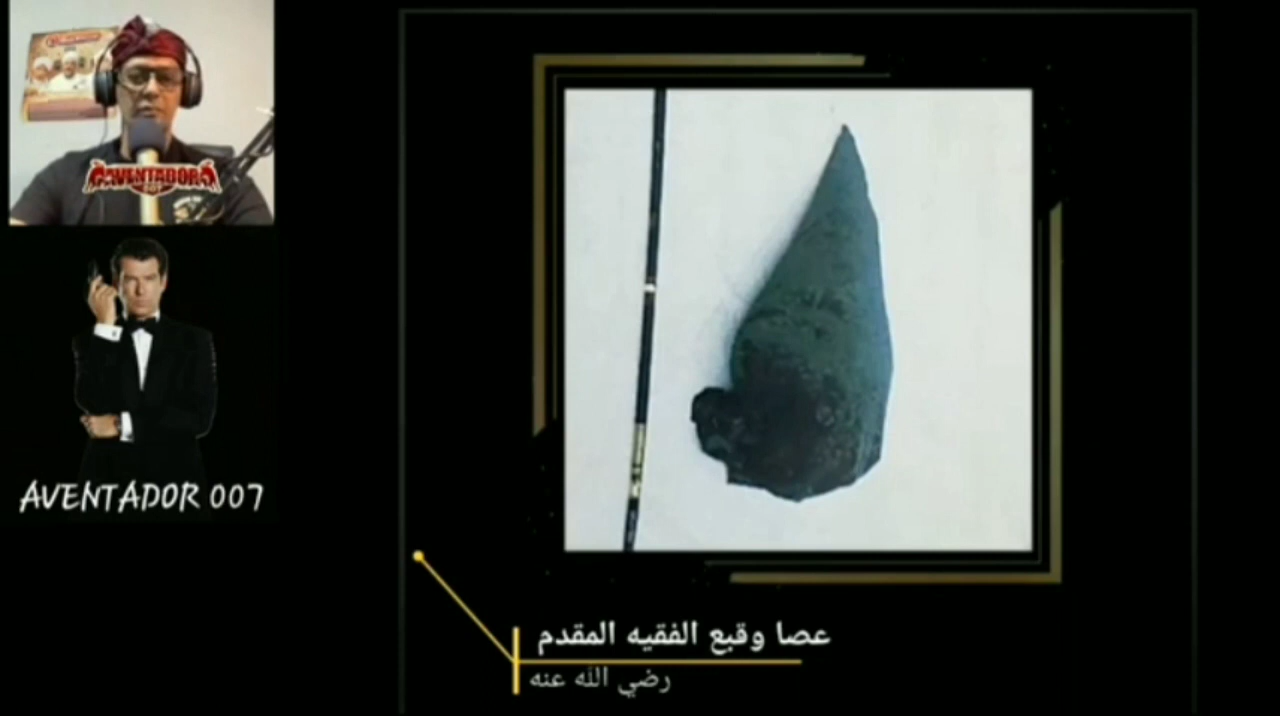 AVENTADOR
AVENTADOR 007
عصا وقبع الفقيه المقدم
رضي الله عنه